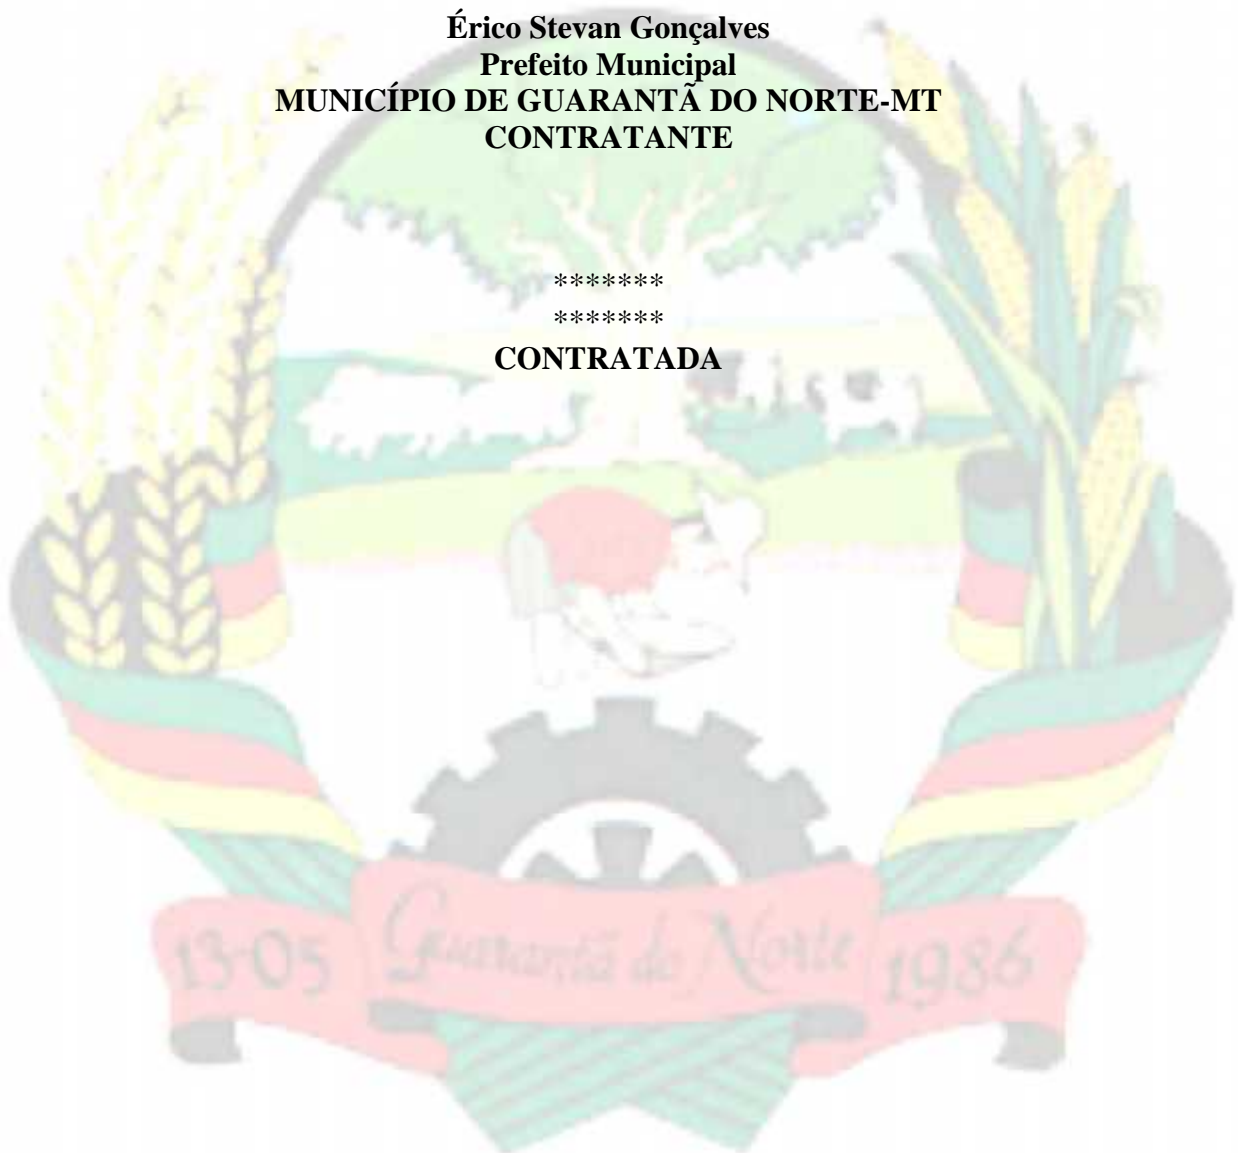 Érico Stevan Gonçalves
Prefeito Municipal
MUNICÍPIO DE GUARANTÃ DO NORTE-MT
CONTRATANTE
*******
*******
CONTRATADA
13-05 Guarantã do Norte 1986